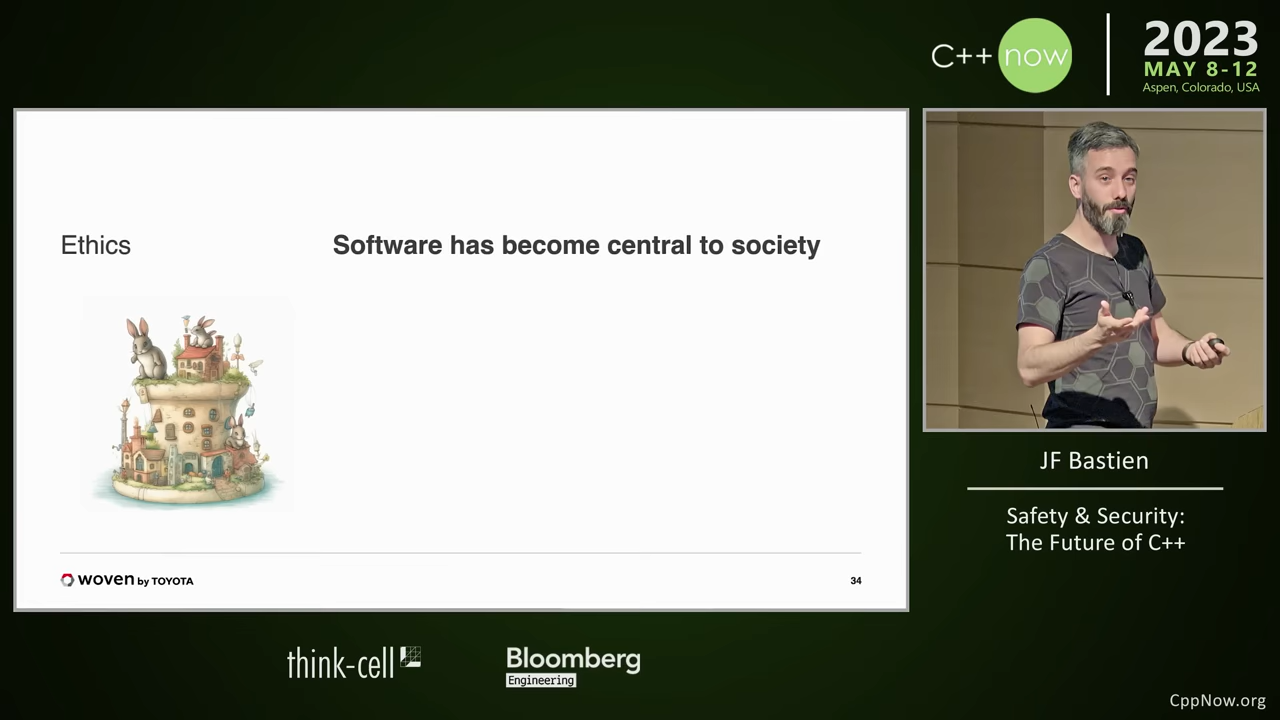 C++ now
2023
MAY 8-12
Aspen, Colorado, USA
Ethics
Software has become central to society
woven by TOYOTA
34
JF Bastien
Safety & Security:
The Future of C++
think-cell
Bloomberg
Engineering
CppNow.org